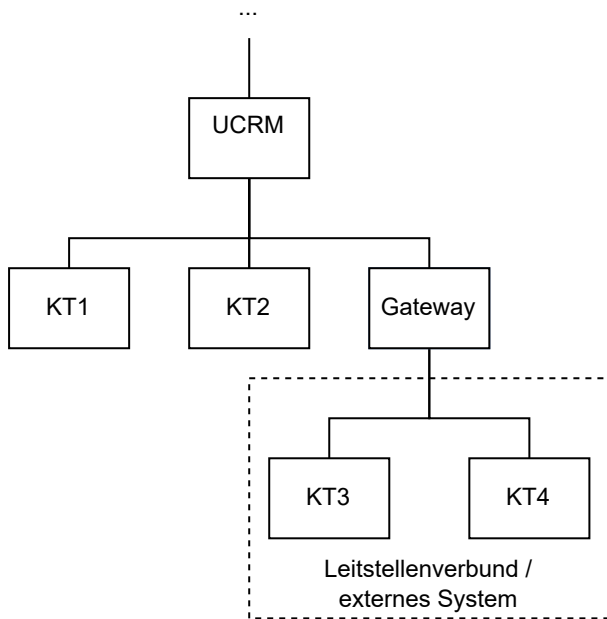 ...
UCRM
KT1
KT2
Gateway
KT3
KT4
Leitstellenverbund /
externes System